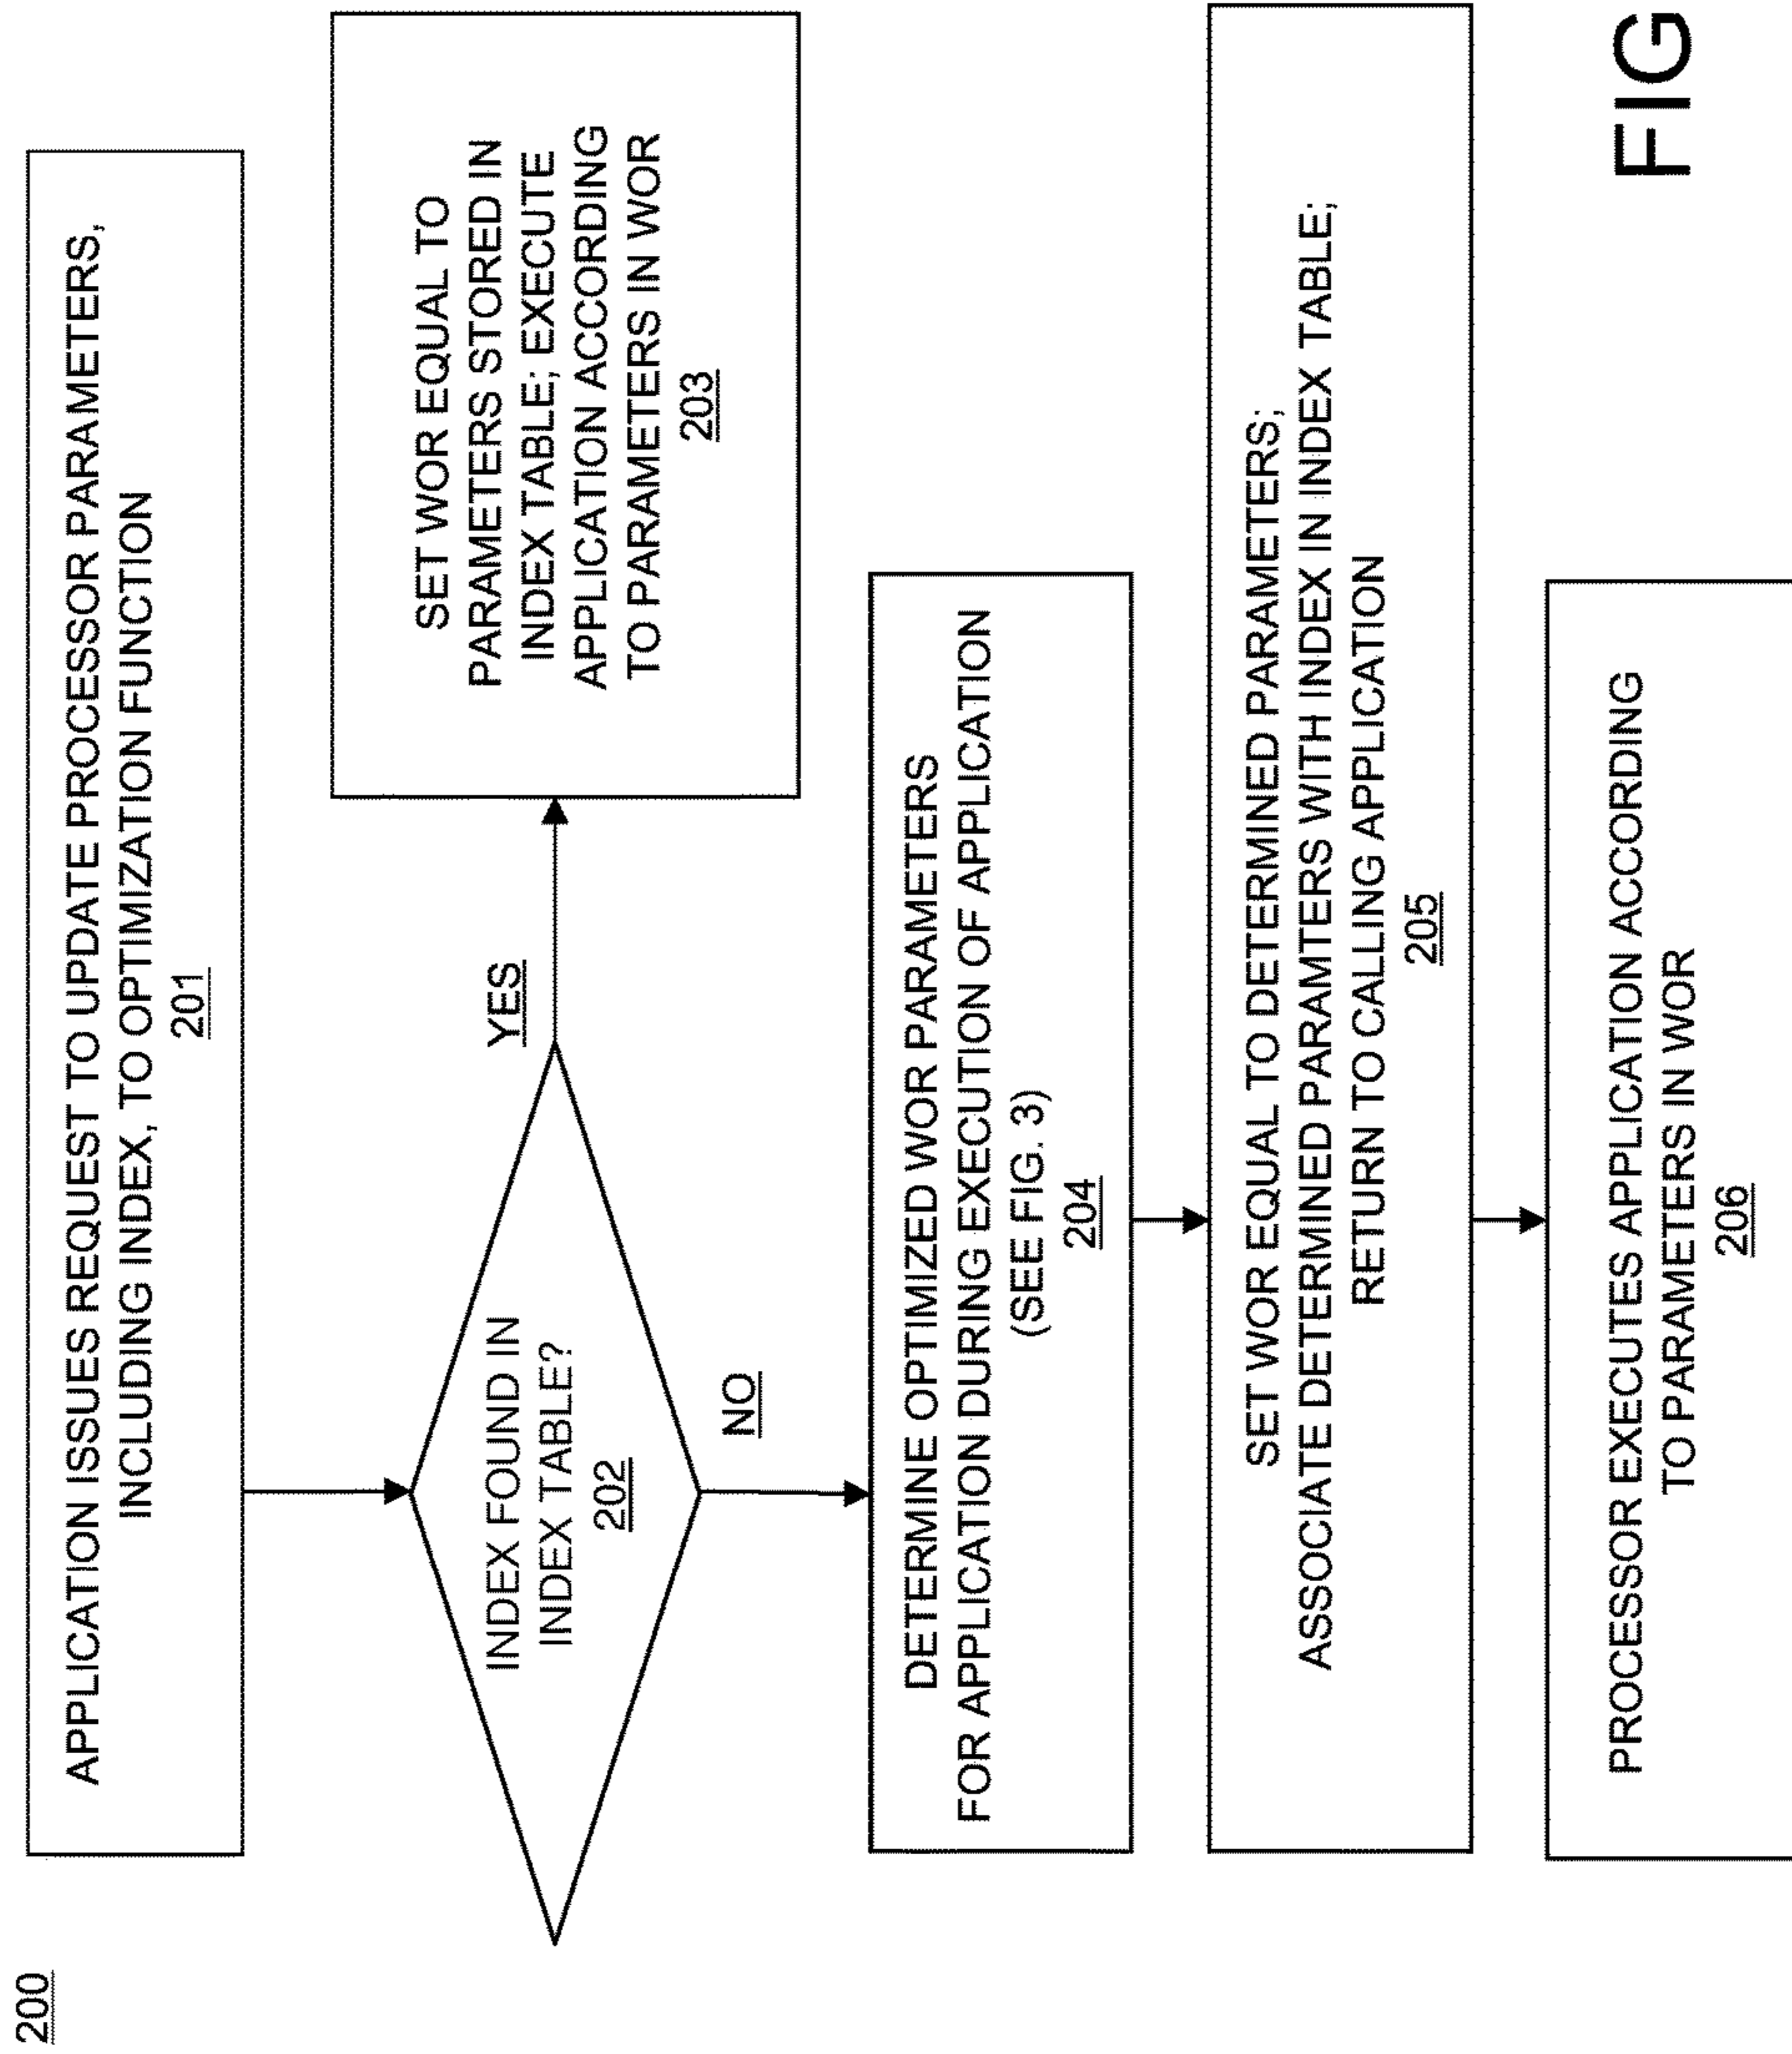 200
APPLICATION ISSUES REQUEST TO UPDATE PROCESSOR PARAMETERS,
INCLUDING INDEX, TO OPTIMIZATION FUNCTION
201
INDEX FOUND IN
INDEX TABLE?
202
YES
SET WOR EQUAL TO
PARAMETERS STORED IN
INDEX TABLE; EXECUTE
APPLICATION ACCORDING
TO PARAMETERS IN WOR
203
NO
DETERMINE OPTIMIZED WOR PARAMETERS
FOR APPLICATION DURING EXECUTION OF APPLICATION
(SEE FIG. 3)
204
SET WOR EQUAL TO DETERMINED PARAMETERS;
ASSOCIATE DETERMINED PARAMTERS WITH INDEX IN INDEX TABLE;
RETURN TO CALLING APPLICATION
205
PROCESSOR EXECUTES APPLICATION ACCORDING
TO PARAMETERS IN WOR
206
FIG